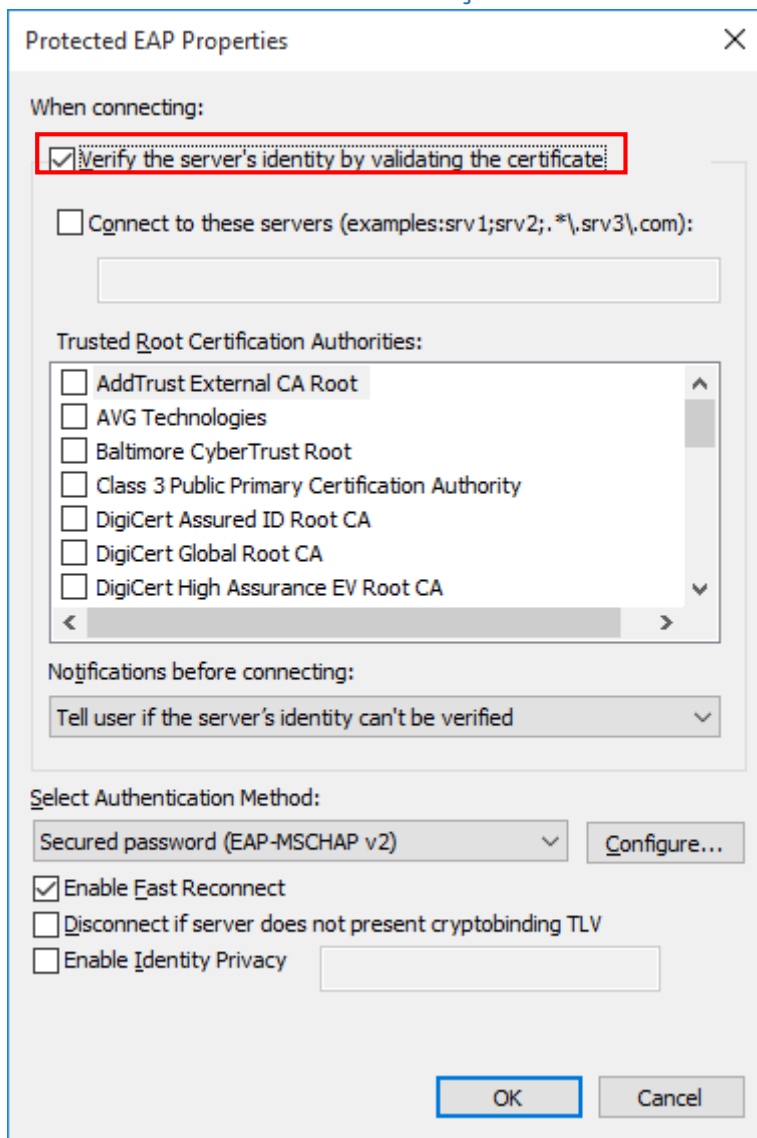 Protected EAP Properties
When connecting:
Verify the server's identity by validating the certificate
Connect to these servers (examples:srv1;srv2;.*\.srv3\.com):
Trusted Root Certification Authorities:
AddTrust External CA Root
AVG Technologies
Baltimore CyberTrust Root
Class 3 Public Primary Certification Authority
DigiCert Assured ID Root CA
DigiCert Global Root CA
DigiCert High Assurance EV Root CA
Notifications before connecting:
Tell user if the server's identity can't be verified
Select Authentication Method:
Secured password (EAP-MSCHAP v2)
Configure...
Enable Fast Reconnect
Disconnect if server does not present cryptobinding TLV
Enable Identity Privacy
OK Cancel